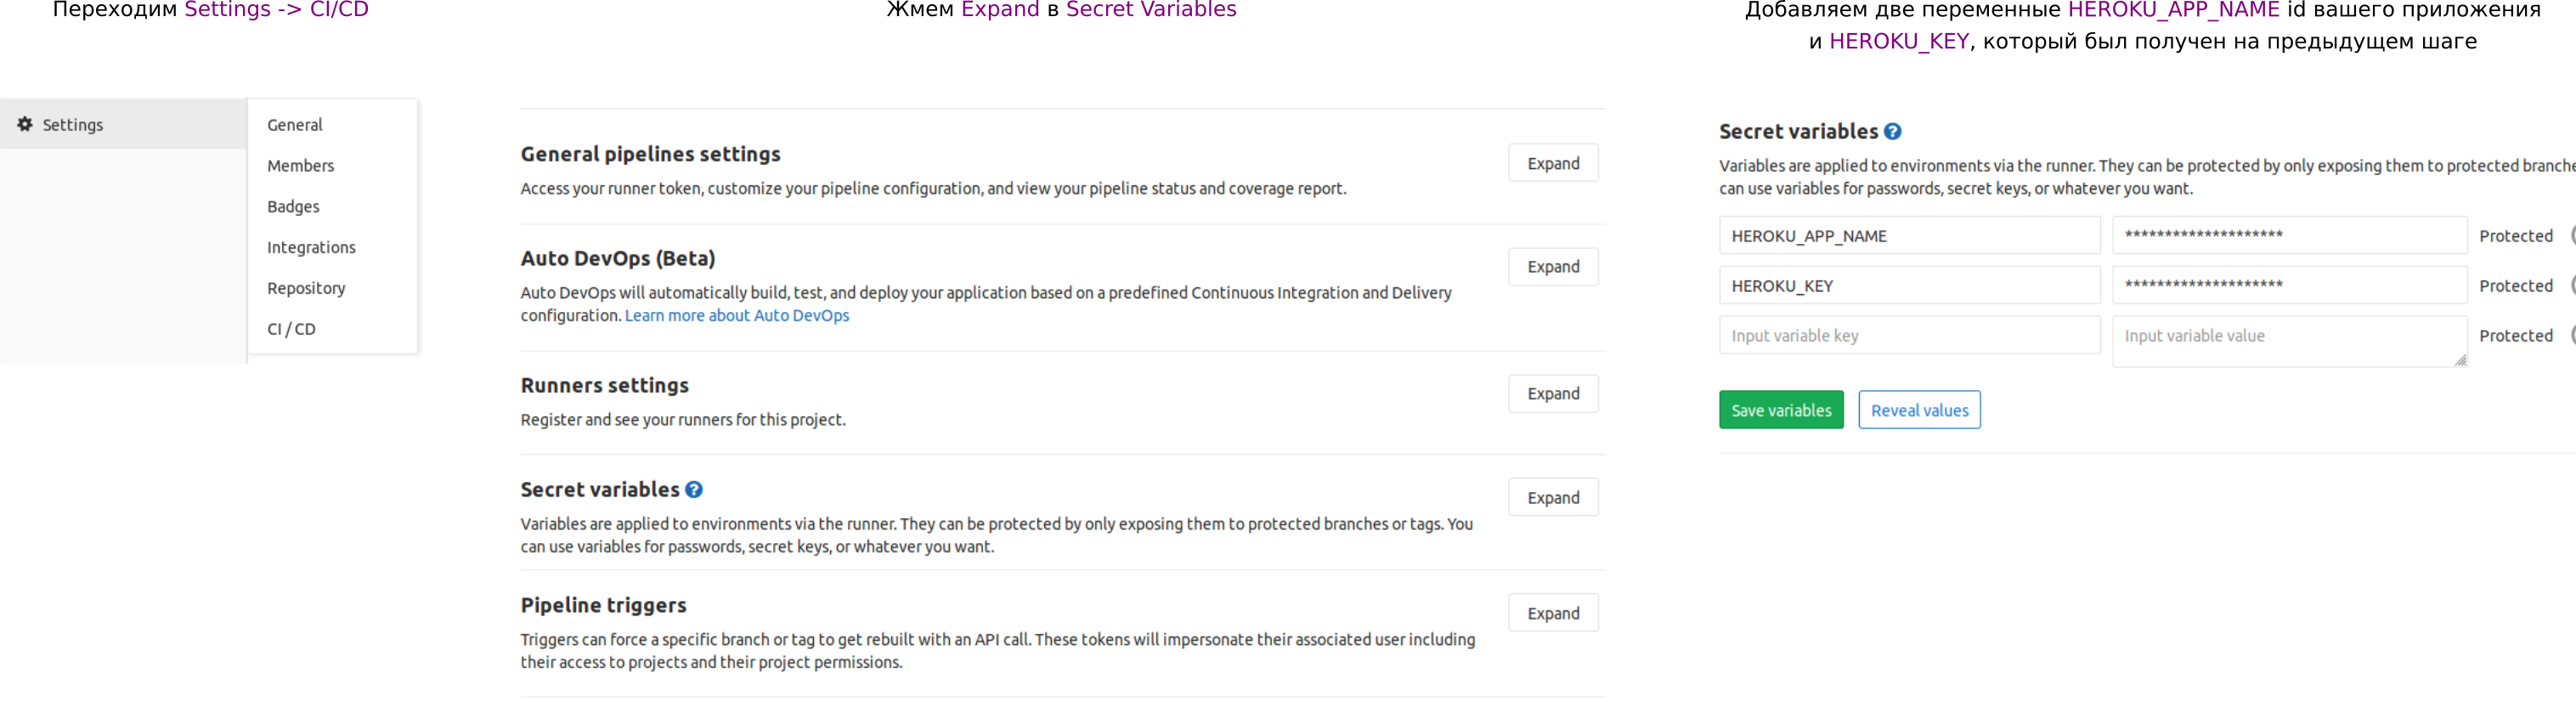 Переходим Settings -> CI/CD
Settings
General
Members
Badges
Integrations
Repository
CI / CD
Жмем Expand в Secret Variables
General pipelines settings
Expand
Access your runner token, customize your pipeline configuration, and view your pipeline status and coverage report.
Auto DevOps (Beta)
Expand
Auto DevOps will automatically build, test, and deploy your application based on a predefined Continuous Integration and Delivery
configuration. Learn more about Auto DevOps
Runners settings
Expand
Register and see your runners for this project.
Secret variables
Expand
Variables are applied to environments via the runner. They can be protected by only exposing them to protected branches or tags. You
can use variables for passwords, secret keys, or whatever you want.
Pipeline triggers
Expand
Triggers can force a specific branch or tag to get rebuilt with an API call. These tokens will impersonate their associated user including
their access to projects and their project permissions.
Добавляем две переменные HEROKU_APP_NAME id вашего приложения
и HEROKU_KEY, который был получен на предыдущем шаге
Secret variables
Variables are applied to environments via the runner. They can be protected by only exposing them to protected branche
can use variables for passwords, secret keys, or whatever you want.
HEROKU_APP_NAME ******************** Protected
HEROKU_KEY ******************** Protected
Input variable key Input variable value Protected
Save variables Reveal values